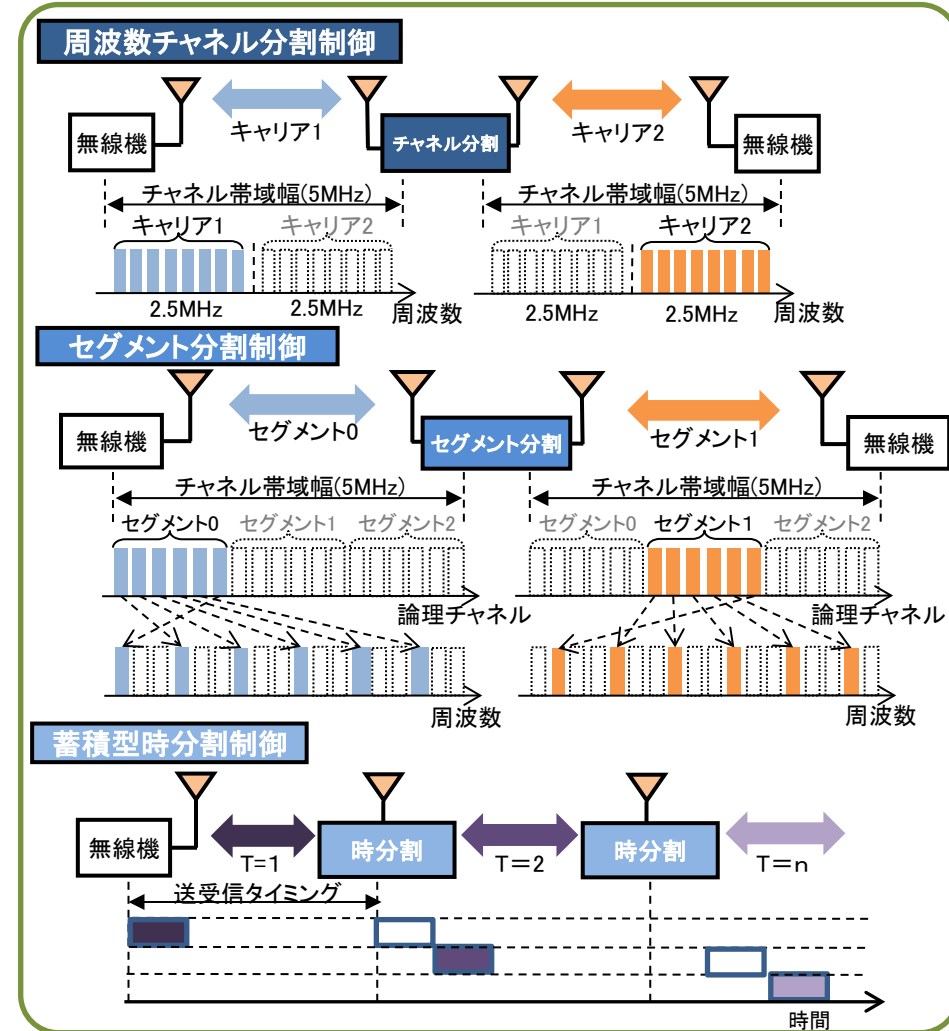 周波数チャネル分割制御
キャリア1
キャリア2
無線機
チャネル分割
無線機
チャネル帯域幅(5MHz)
チャネル帯域幅(5MHz)
キャリア1
キャリア2
キャリア1
キャリア2
2.5MHz
2.5MHz
周波数
2.5MHz
2.5MHz
周波数
セグメント分割制御
無線機
セグメント0
セグメント分割
セグメント1
無線機
チャネル帯域幅(5MHz)
チャネル帯域幅(5MHz)
セグメント0
セグメント1
セグメント2
セグメント0
セグメント1
セグメント2
論理チャネル
論理チャネル
周波数
周波数
蓄積型時分割制御
無線機
T=1
時分割
T=2
時分割
T=n
送受信タイミング
時間